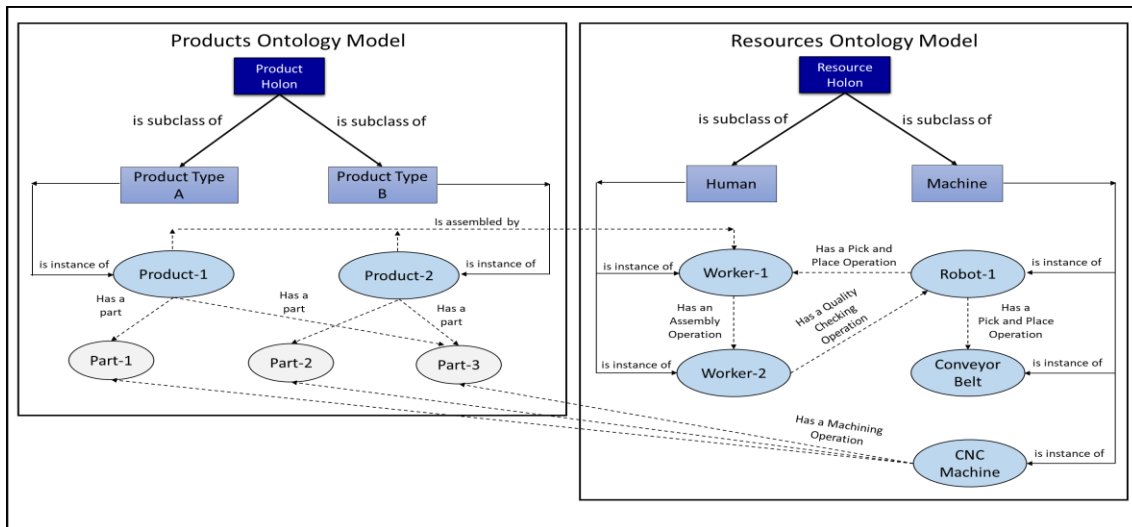 Products Ontology Model
Product
Holon
is subclass of
is subclass of
Product Type
A
Product Type
B
Is assembled by
is instance of
Product-1
Product-2
is instance of
Has a
part
Has a
part
Has a
part
Part-1
Part-2
Part-3
Resources Ontology Model
Resource
Holon
is subclass of
is subclass of
Human
Machine
is instance of
Worker-1
Has a Pick and
Place Operation
Robot-1
is instance of
Has an
Assembly
Operation
Has a Quality
Checking
Operation
Has a
Pick and Place
Operation
is instance of
Worker-2
Conveyor
Belt
is instance of
Has a Machining
Operation
CNC
Machine
is instance of